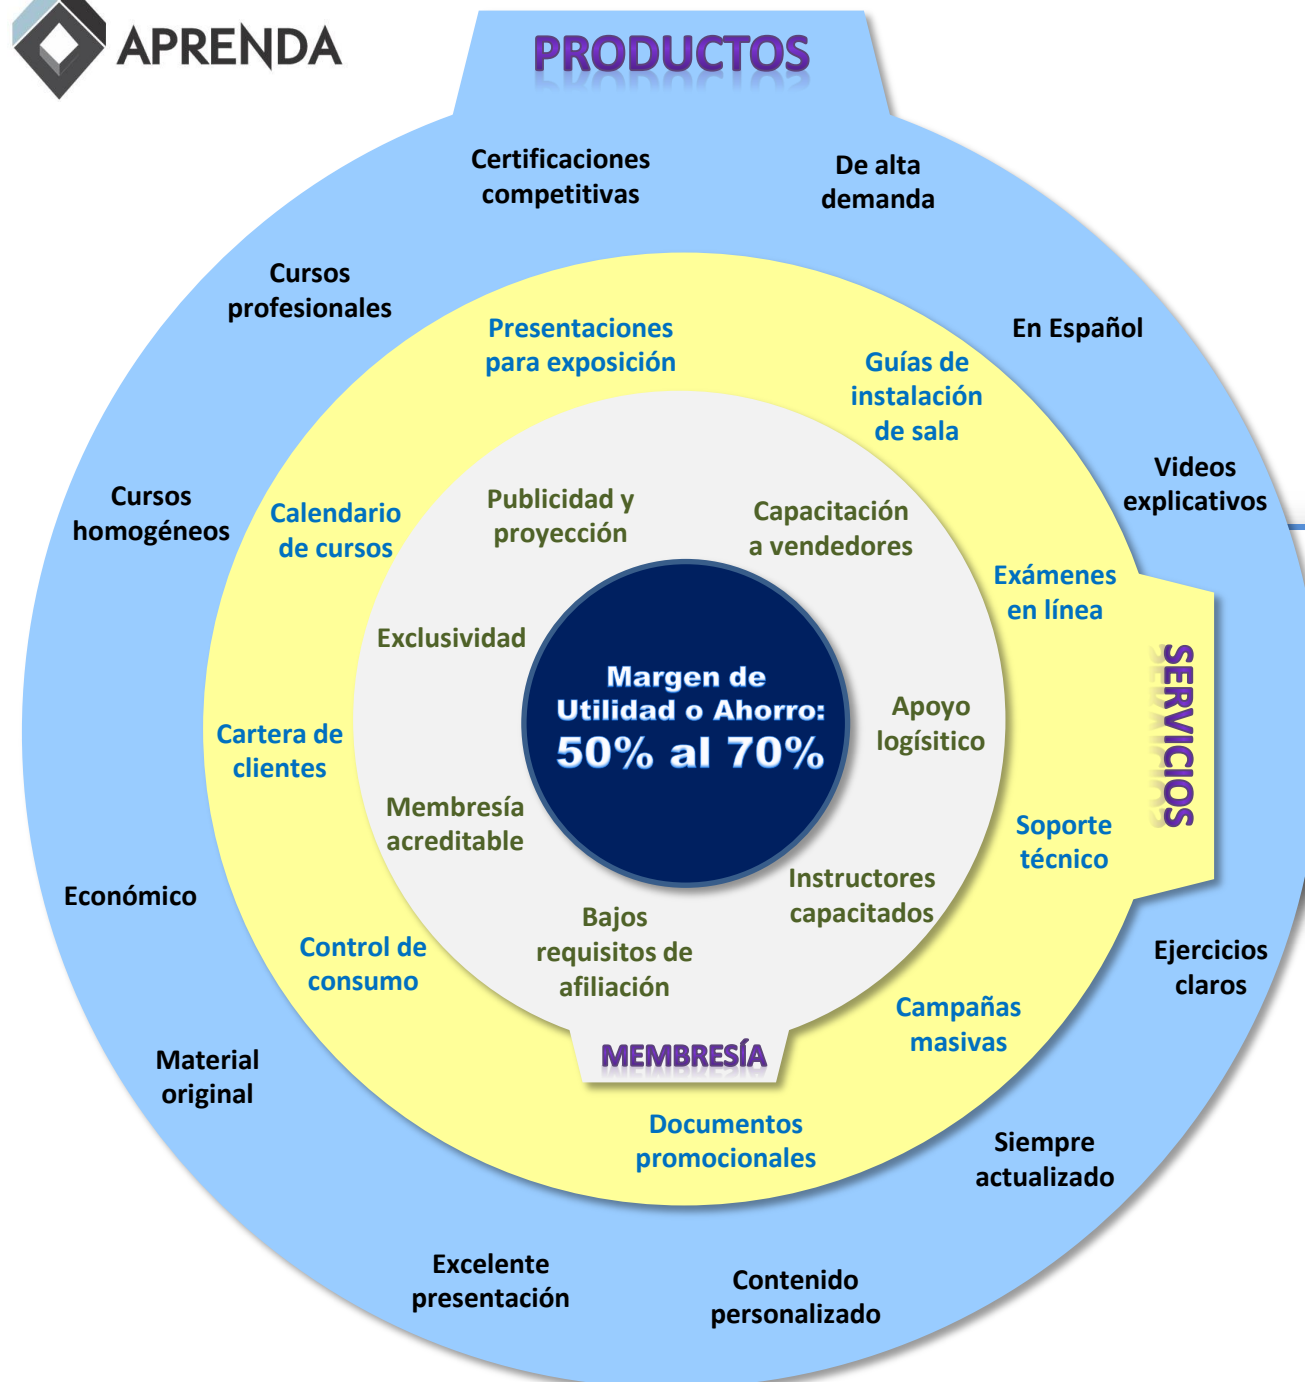 APRENDA
PRODUCTOS
Certificaciones
competitivas
De alta
demanda
Cursos
profesionales
En Español
Videos
explicativos
Cursos
homogéneos
Económico
Material
original
Excelente
presentación
Contenido
personalizado
Siempre
actualizado
Ejercicios
claros
SERVICIOS
Presentaciones
para exposición
Guías de
instalación
de sala
Exámenes
en línea
Soporte
técnico
Campañas
masivas
Documentos
promocionales
Control de
consumo
Cartera de
clientes
Calendario
de cursos
MEMBRESÍA
Publicidad y
proyección
Capacitación
a vendedores
Apoyo
logísitico
Instructores
capacitados
Bajos
requisitos de
afiliación
Membresía
acreditable
Exclusividad
Margen de
Utilidad o Ahorro:
50% al 70%